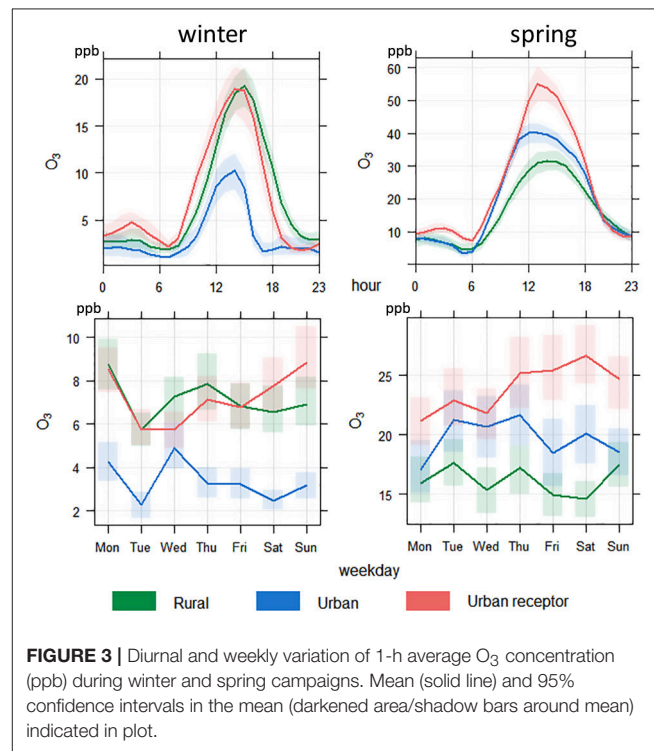 winter spring
ppb ppb
20
15
10
5
O3
60
50
40
30
20
10
O3
0 6 12 18 23 hour 0 6 12 18 23
ppb ppb
10
8
6
4
2
O3
25
20
15
O3
Mon Tue Wed Thu Fri Sat Sun Mon Tue Wed Thu Fri Sat Sun
weekday
Rural Urban Urban receptor
FIGURE 3 | Diurnal and weekly variation of 1-h average O3 concentration
(ppb) during winter and spring campaigns. Mean (solid line) and 95%
confidence intervals in the mean (darkened area/shadow bars around mean)
indicated in plot.